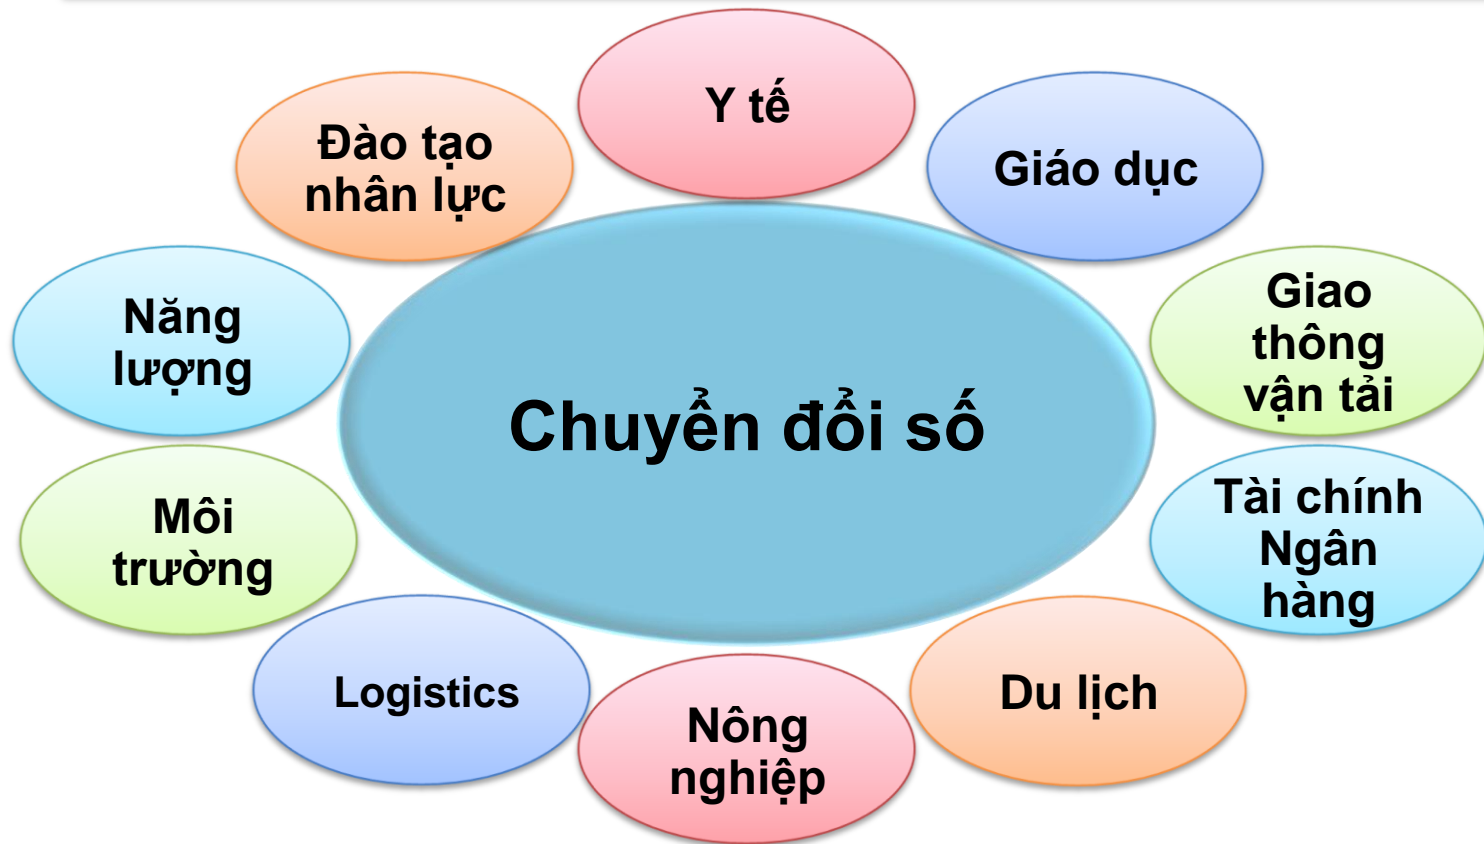 Y tế
Đào tạo
nhân lực
Giáo dục
Năng
lượng
Giao
thông
vận tải
Chuyển đổi số
Môi
trường
Tài chính
Ngân
hàng
Logistics
Nông
nghiệp
Du lịch